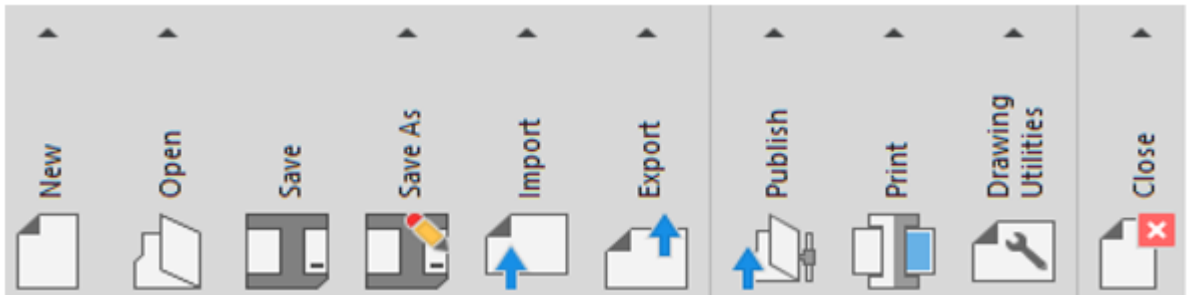 New
Open
Save
Save As
Import
Export
Publish
Print
Drawing
Utilities
Close